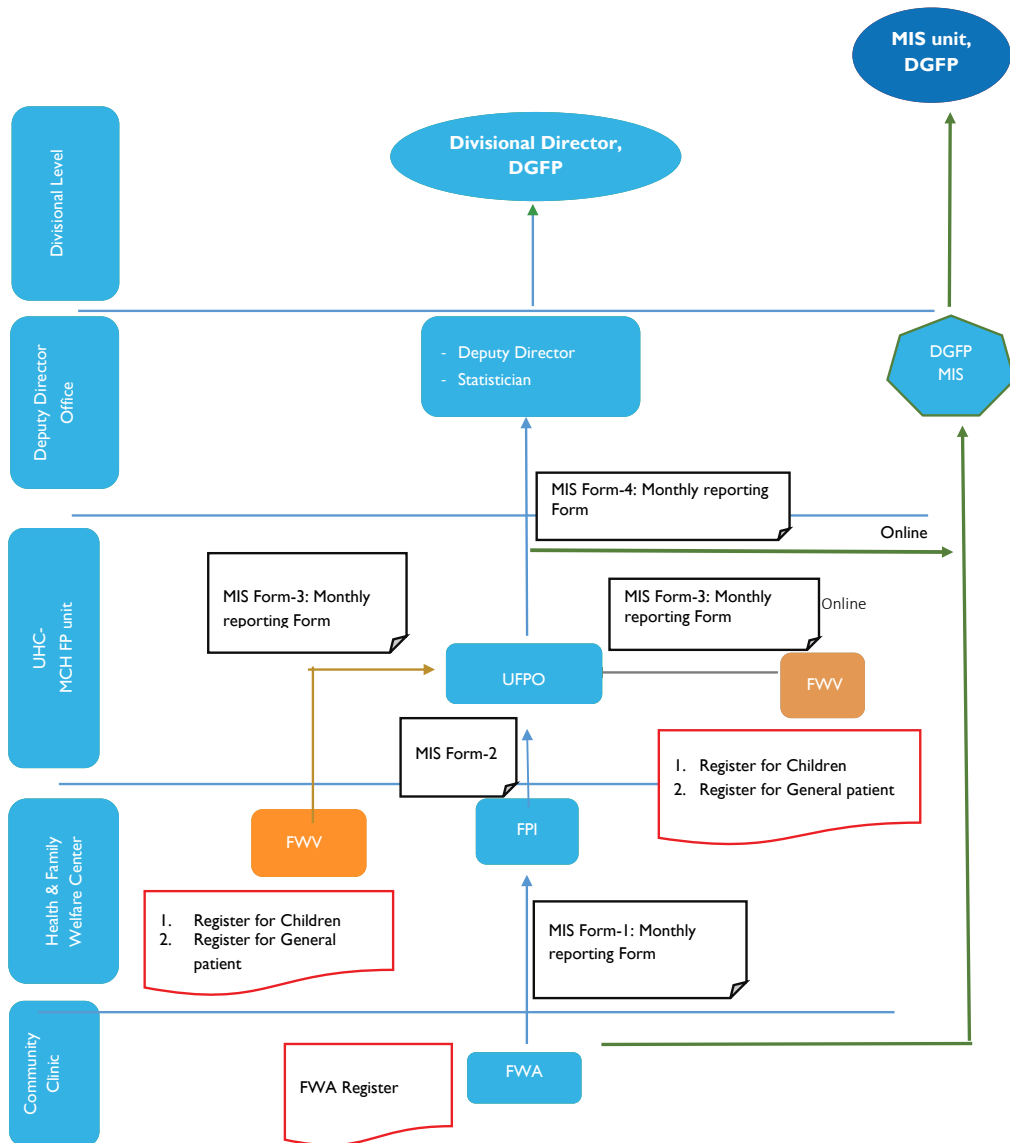 MIS unit,
DGFP
Divisional Level
Divisional Director,
DGFP
Deputy Director
Office
- Deputy Director
- Statistician
DGFP
MIS
MIS Form-4: Monthly reporting
Form
Online
UHC-
MCH FP unit
MIS Form-3: Monthly
reporting Form
MIS Form-3: Monthly
reporting Form
Online
UFPO
FWV
MIS Form-2
1. Register for Children
2. Register for General patient
Health & Family
Welfare Center
FWV
FPI
1. Register for Children
2. Register for General
patient
MIS Form-1: Monthly
reporting Form
Community
Clinic
FWA Register
FWA